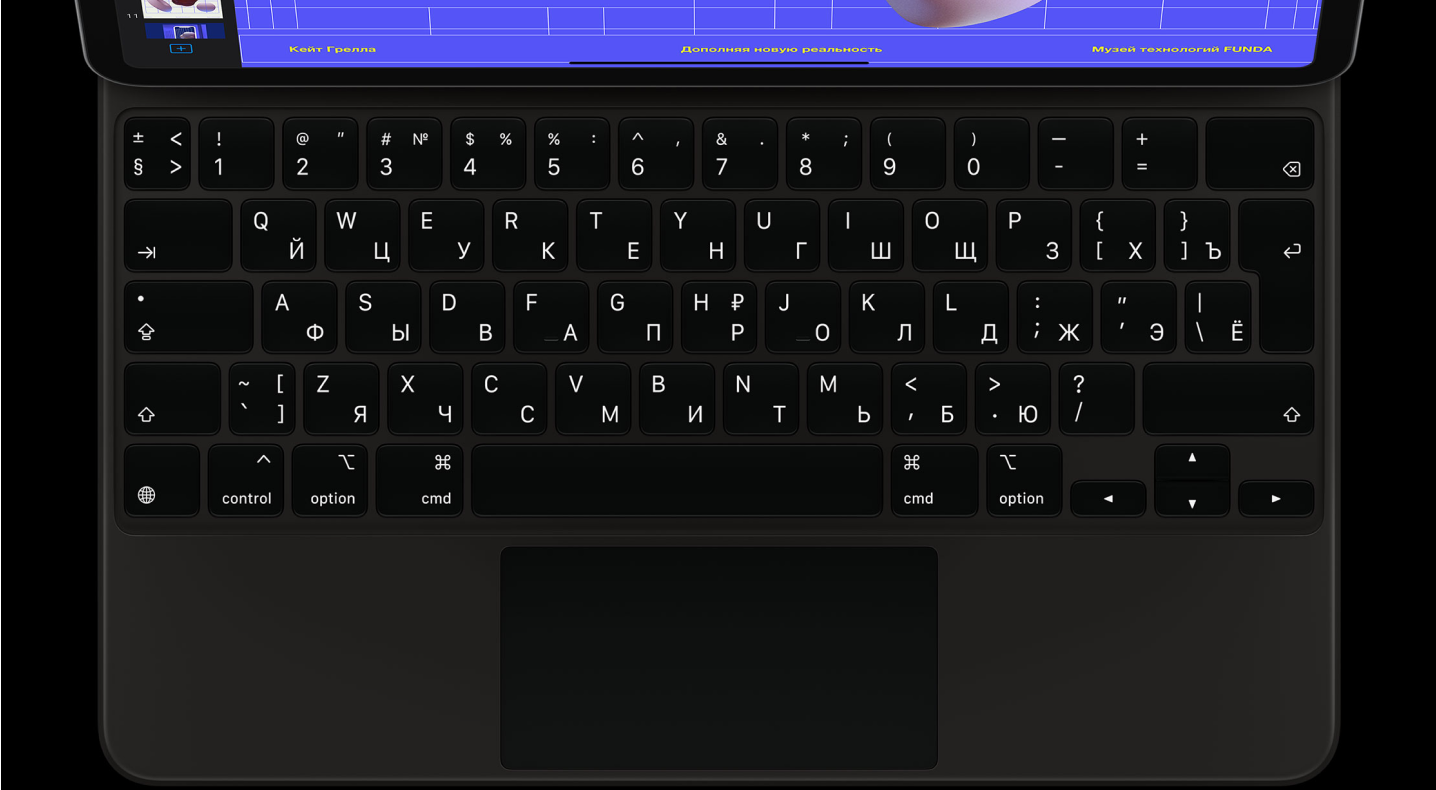 11
Кейт Грелла Дополняя новую реальность Музей технологий FUNDA
± < ! @ " # № $ % % : ^ , & . * ; ( ) — +
§ > 1 2 3 4 5 6 7 8 9 0 - =
Q W E R T Y U I O P { }
Й Ц У К Е Н Г Ш Щ З [ Х ] Ъ
A S D F G H ₽ J K L : " |
Ф Ы В _ А П Р _ О Л Д ; Ж ' Э \ Ё
~ [ Z X C V B N M < > ?
` ] Я Ч С М И Т Ь , Б . Ю /
^ ⌥ ⌘ ⌘ ⌥
control option cmd cmd option